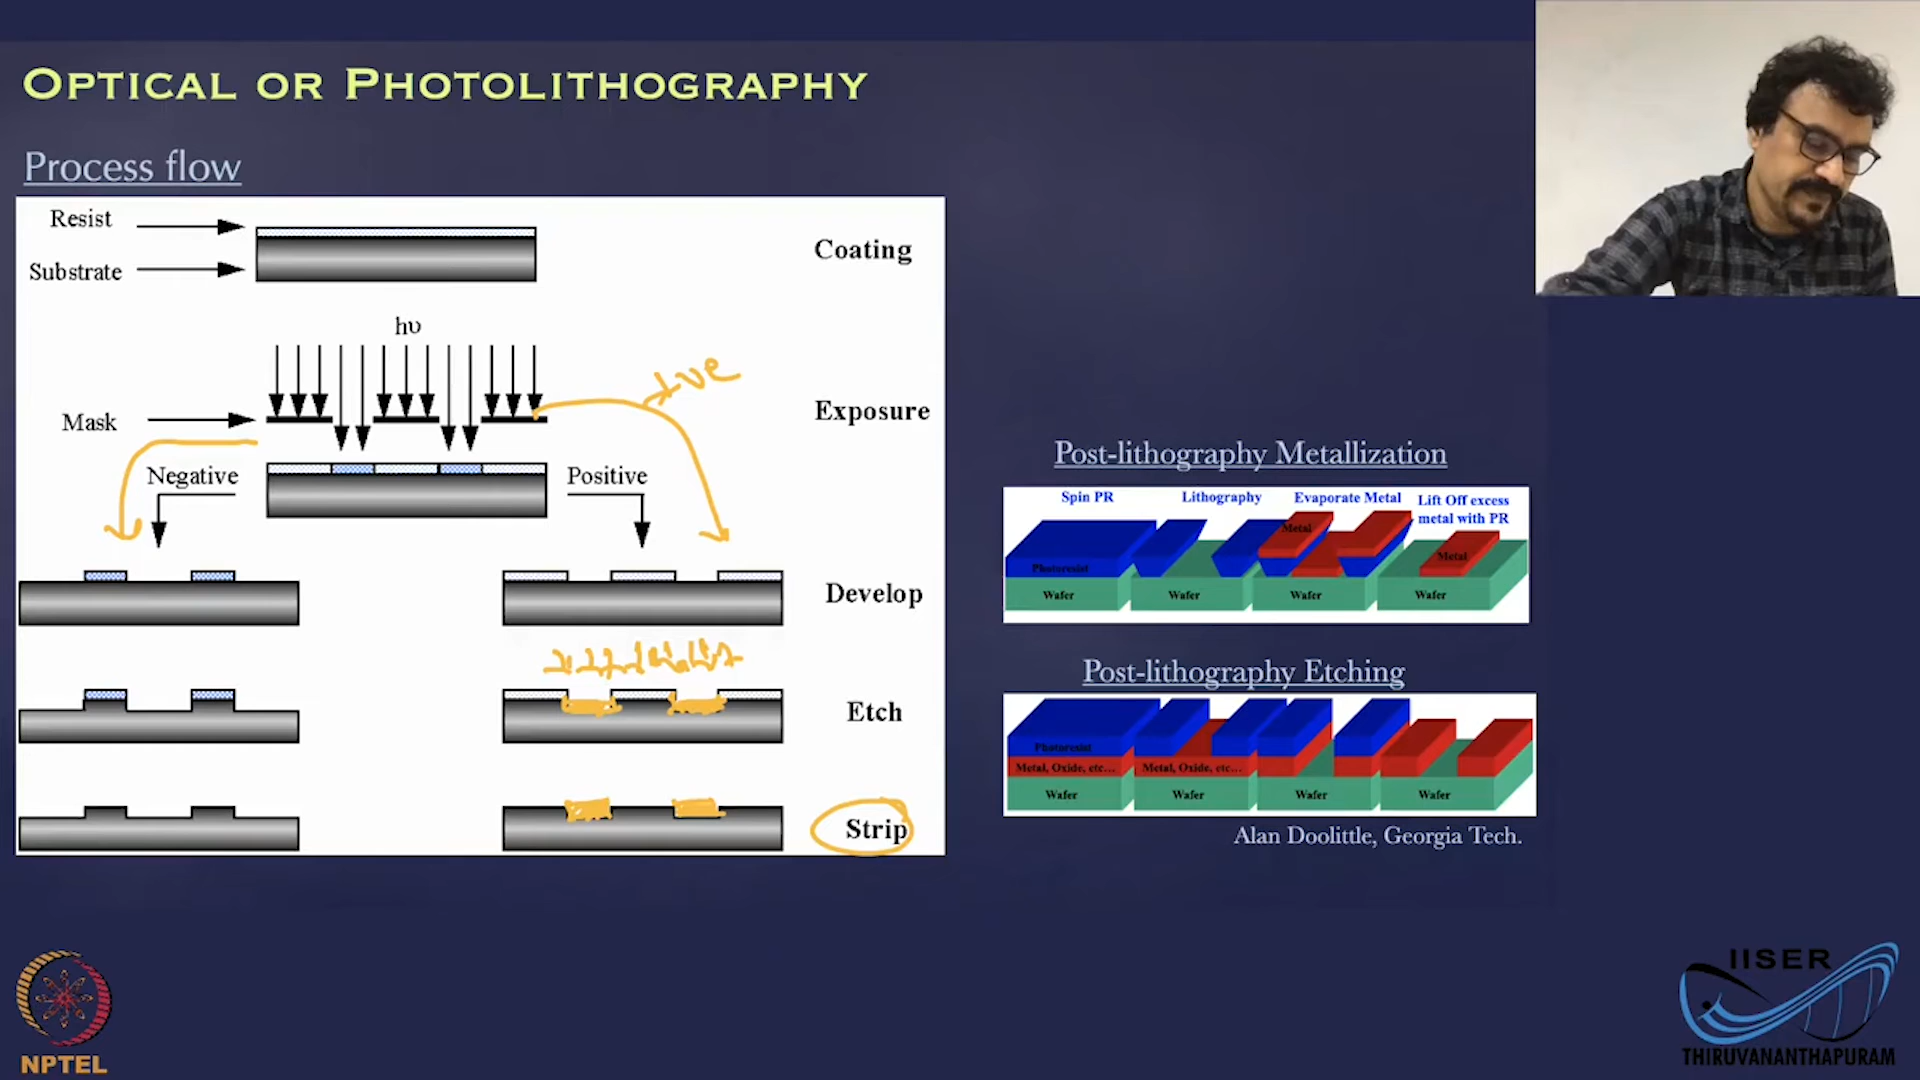 OPTICAL OR PHOTOLITHOGRAPHY
Process flow
Resist
Substrate
Coating
hυ
+ve
Mask
Exposure
Negative
Positive
Develop
Etch
Strip
Post-lithography Metallization
Spin PR
Lithography
Evaporate Metal
Lift Off excess
metal with PR
Metal
Metal
Photoresist
Wafer
Wafer
Wafer
Wafer
Post-lithography Etching
Photoresist
Metal, Oxide, etc...
Metal, Oxide, etc...
Wafer
Wafer
Wafer
Wafer
Alan Doolittle, Georgia Tech.
NPTEL
IISER
THIRUVANANTHAPURAM